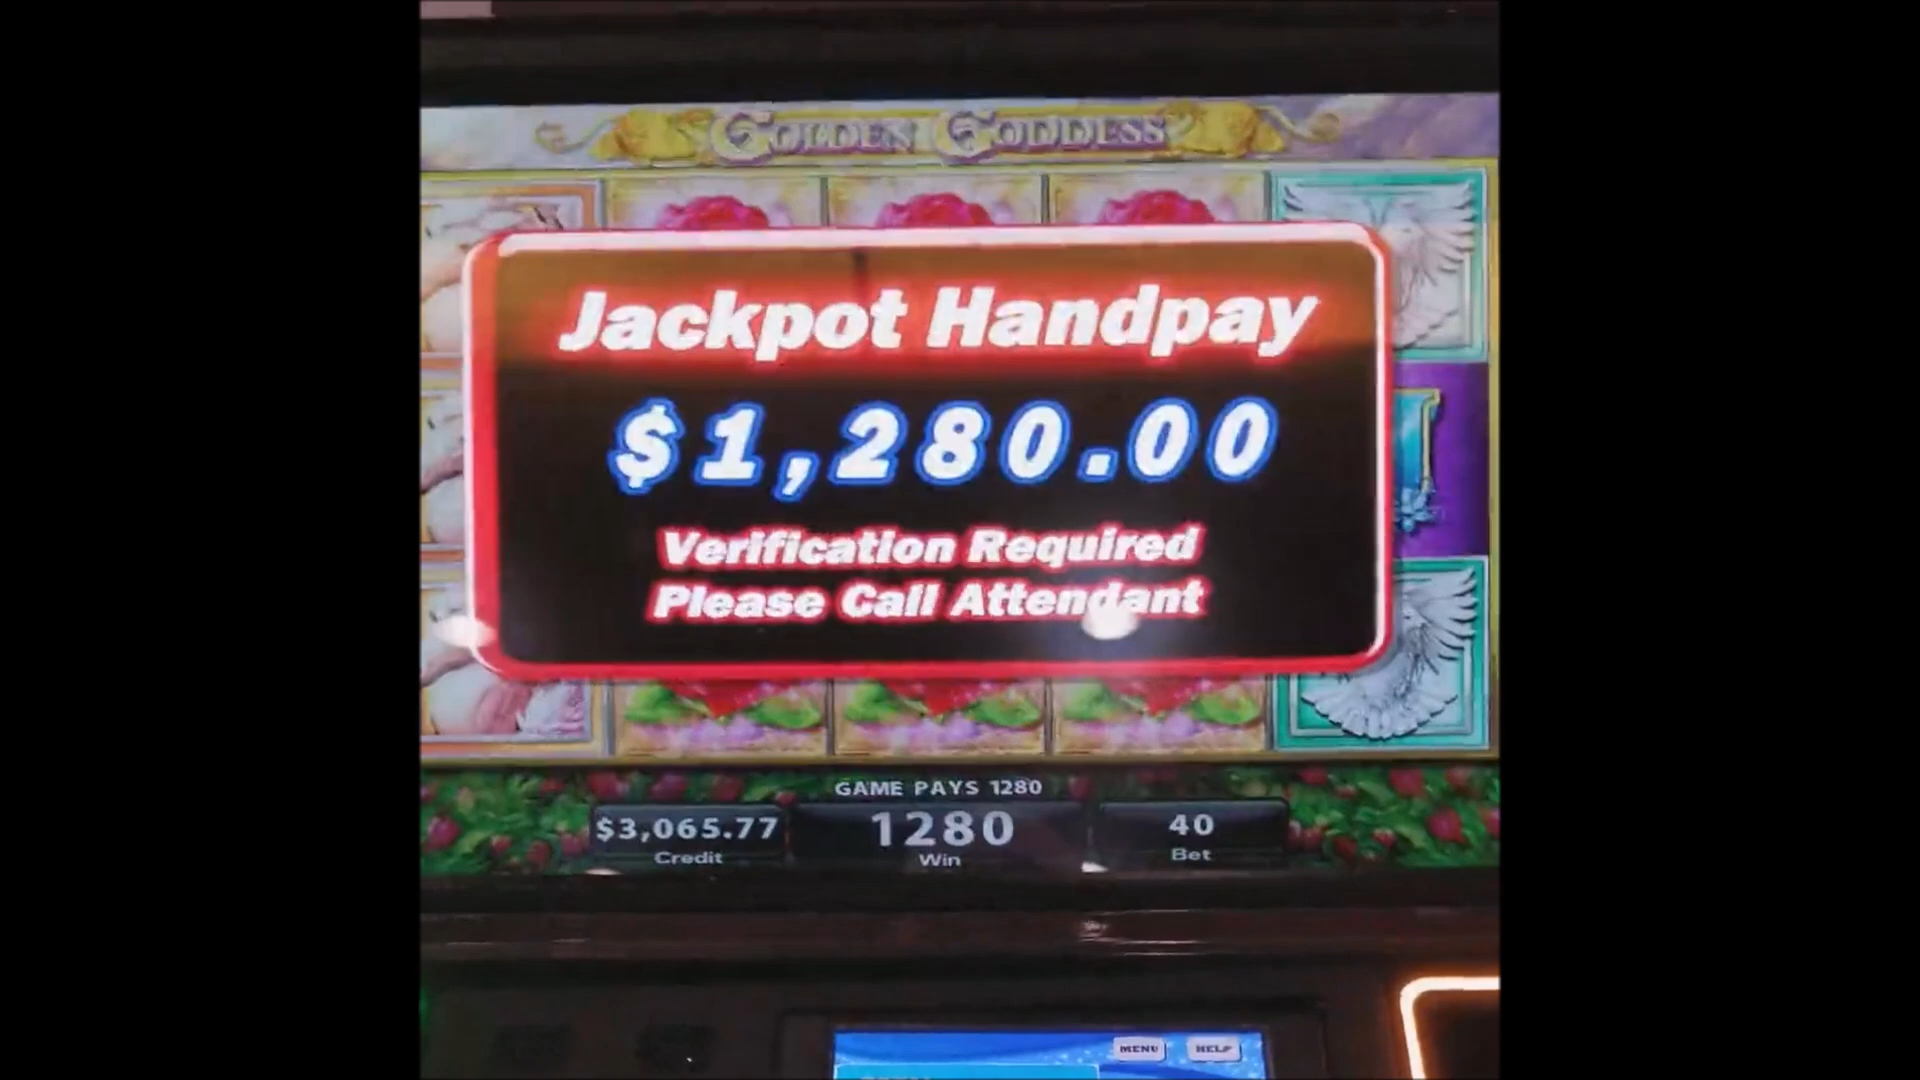 GOLDEN GODDESS
Jackpot Handpay
$1,280.00
Verification Required
Please Call Attendant
GAME PAYS 1280
$3,065.77
Credit
1280
Win
40
Bet
MENU
HELP